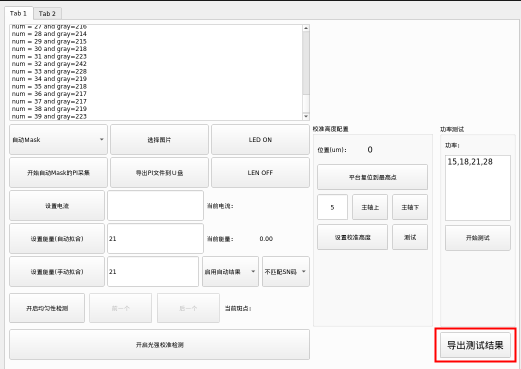 Tab 1
Tab 2
num = 27 and gray=216
num = 28 and gray=214
num = 29 and gray=215
num = 30 and gray=218
num = 31 and gray=223
num = 32 and gray=242
num = 33 and gray=228
num = 34 and gray=219
num = 35 and gray=218
num = 36 and gray=217
num = 37 and gray=217
num = 38 and gray=219
num = 39 and gray=223
自动Mask
选择图片
LED ON
开始自动Mask的PI采集
导出PI文件到U盘
LEN OFF
设置电流
当前电流:
设置能量(自动拟合)
21
当前能量:
0.00
设置能量(手动拟合)
21
启用自动结果
不匹配SN码
开启均匀性检测
前一个
后一个
当前斑点:
开启光强校准检测
校准高度配置
位置(um):
0
平台复位到最高点
5
主轴上
主轴下
设置校准高度
测试
功率测试
功率:
15,18,21,28
开始测试
导出测试结果